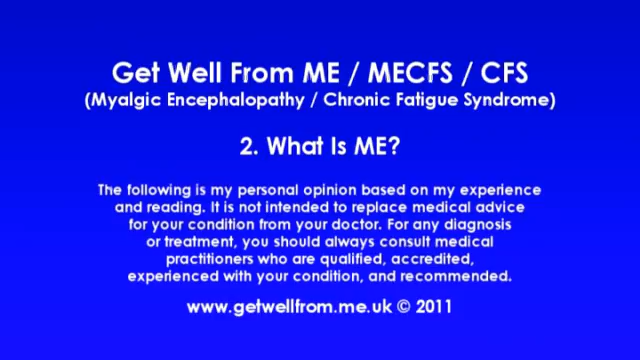 Get Well From ME / MECFS / CFS
(Myalgic Encephalopathy / Chronic Fatigue Syndrome)
2. What Is ME?
The following is my personal opinion based on my experience
and reading. It is not intended to replace medical advice
for your condition from your doctor. For any diagnosis
or treatment, you should always consult medical
practitioners who are qualified, accredited,
experienced with your condition, and recommended.
www.getwellfrom.me.uk © 2011